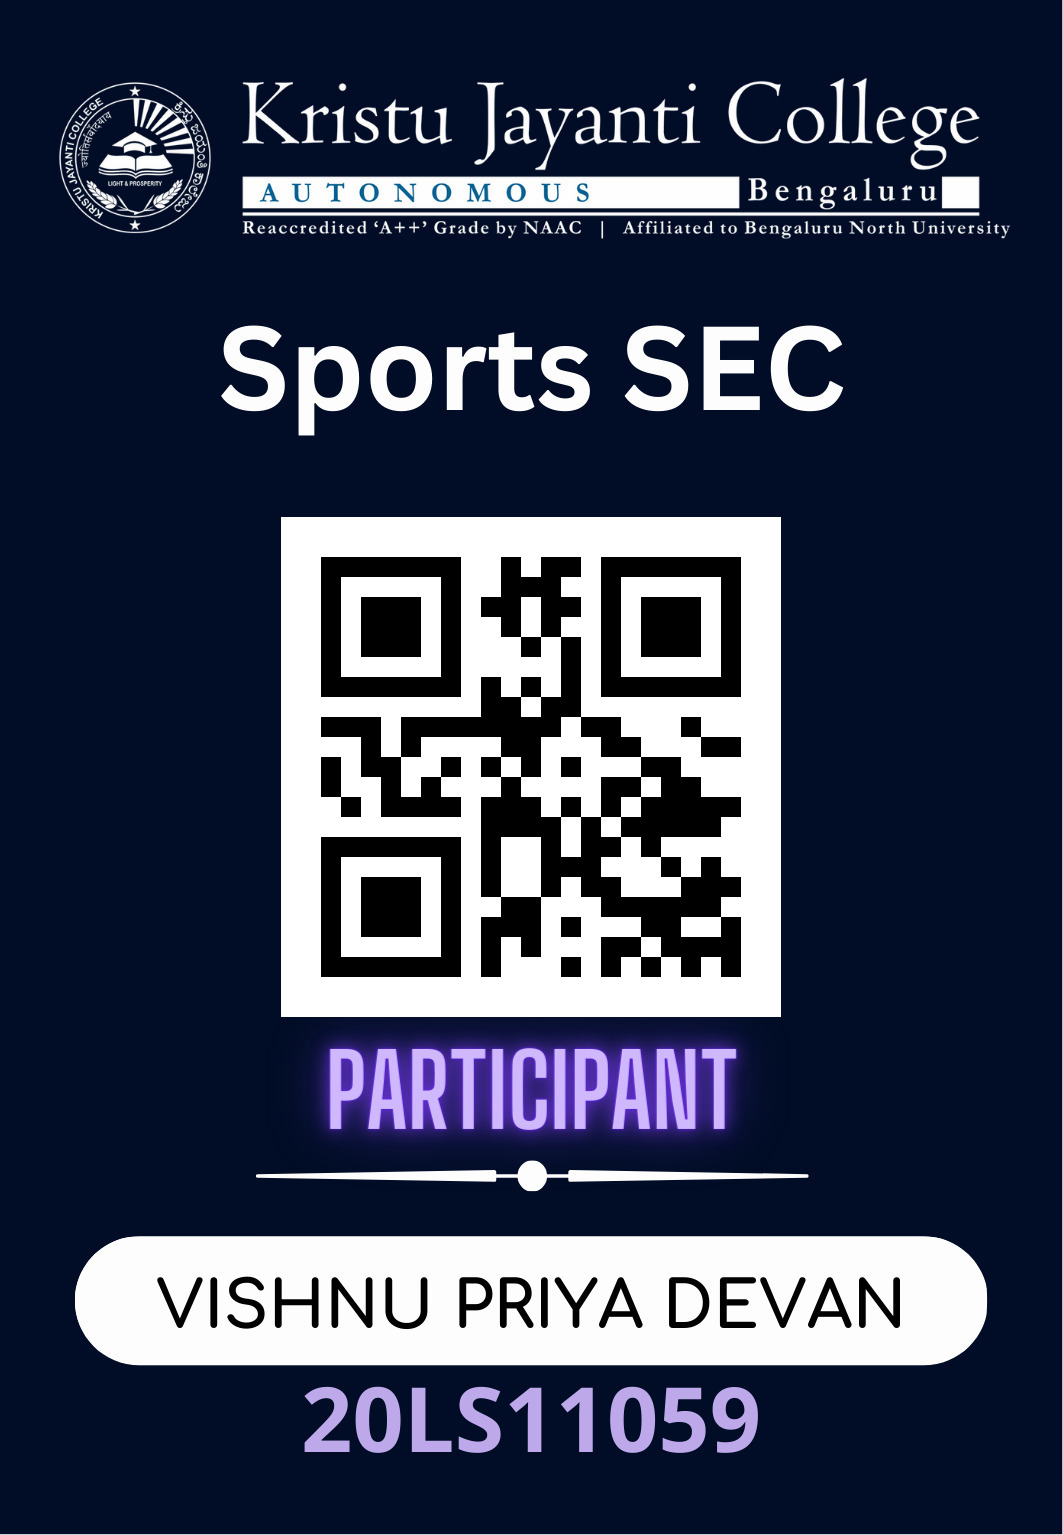 KRISTU JAYANTI COLLEGE
ಕ್ರಿಸ್ತು ಜಯಂತಿ ಕಾಲೇಜು
LIGHT & PROSPERITY
Kristu Jayanti College
AUTONOMOUS Bengaluru
Reaccredited ‘A++’ Grade by NAAC | Affiliated to Bengaluru North University
Sports SEC
PARTICIPANT
VISHNU PRIYA DEVAN
20LS11059